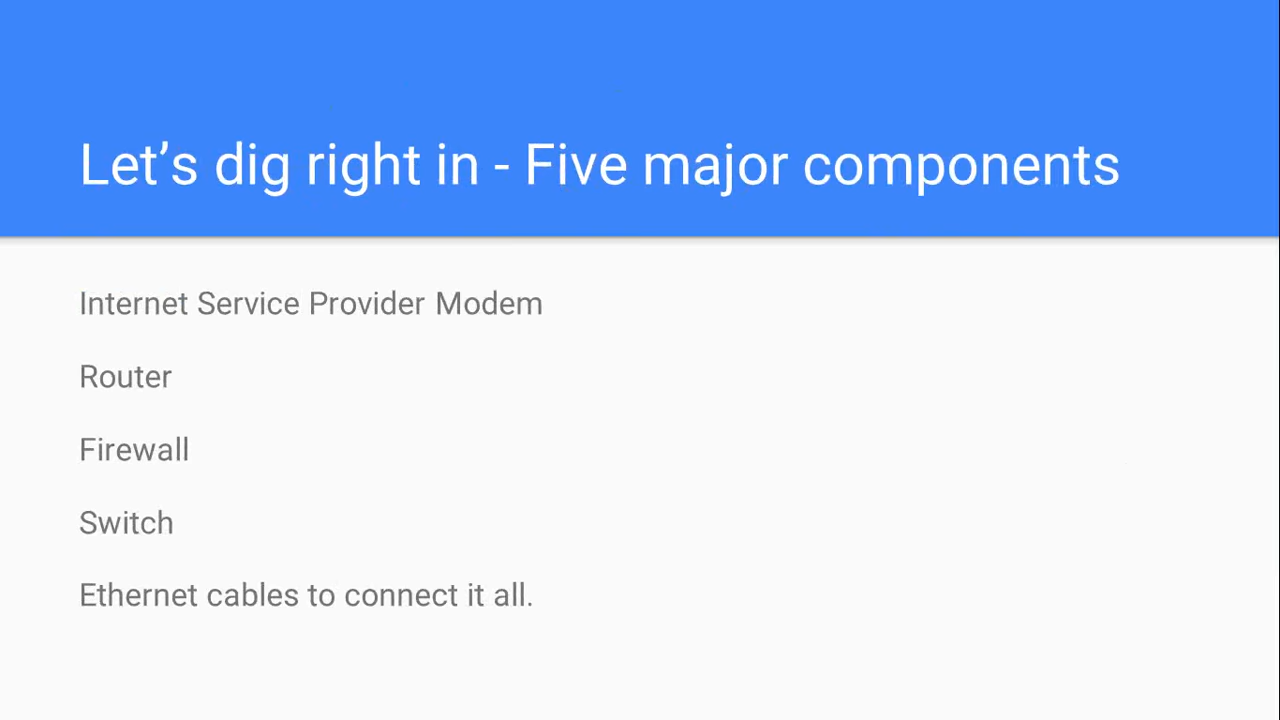 Let’s dig right in - Five major components
Internet Service Provider Modem
Router
Firewall
Switch
Ethernet cables to connect it all.